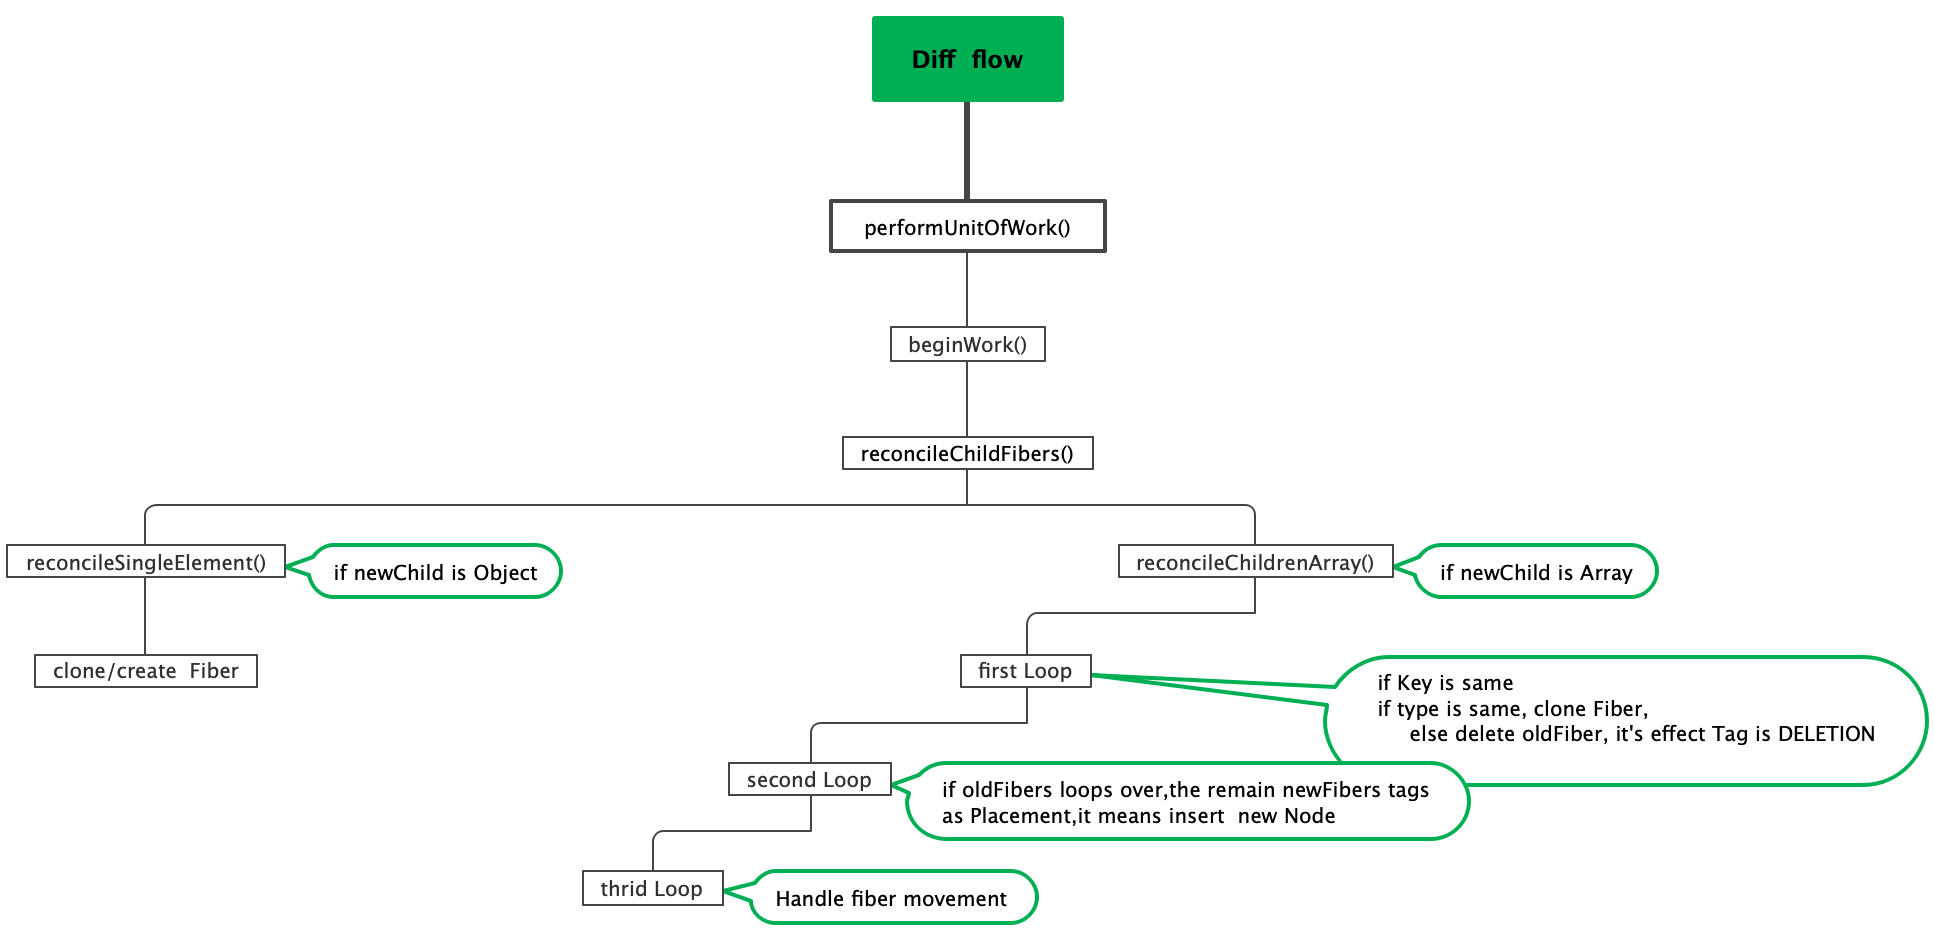 Diff flow
performUnitOfWork()
beginWork()
reconcileChildFibers()
reconcileSingleElement()
if newChild is Object
reconcileChildrenArray()
if newChild is Array
clone/create Fiber
first Loop
if Key is same
if type is same, clone Fiber,
else delete oldFiber, it's effect Tag is DELETION
second Loop
if oldFibers loops over,the remain newFibers tags
as Placement,it means insert new Node
thrid Loop
Handle fiber movement